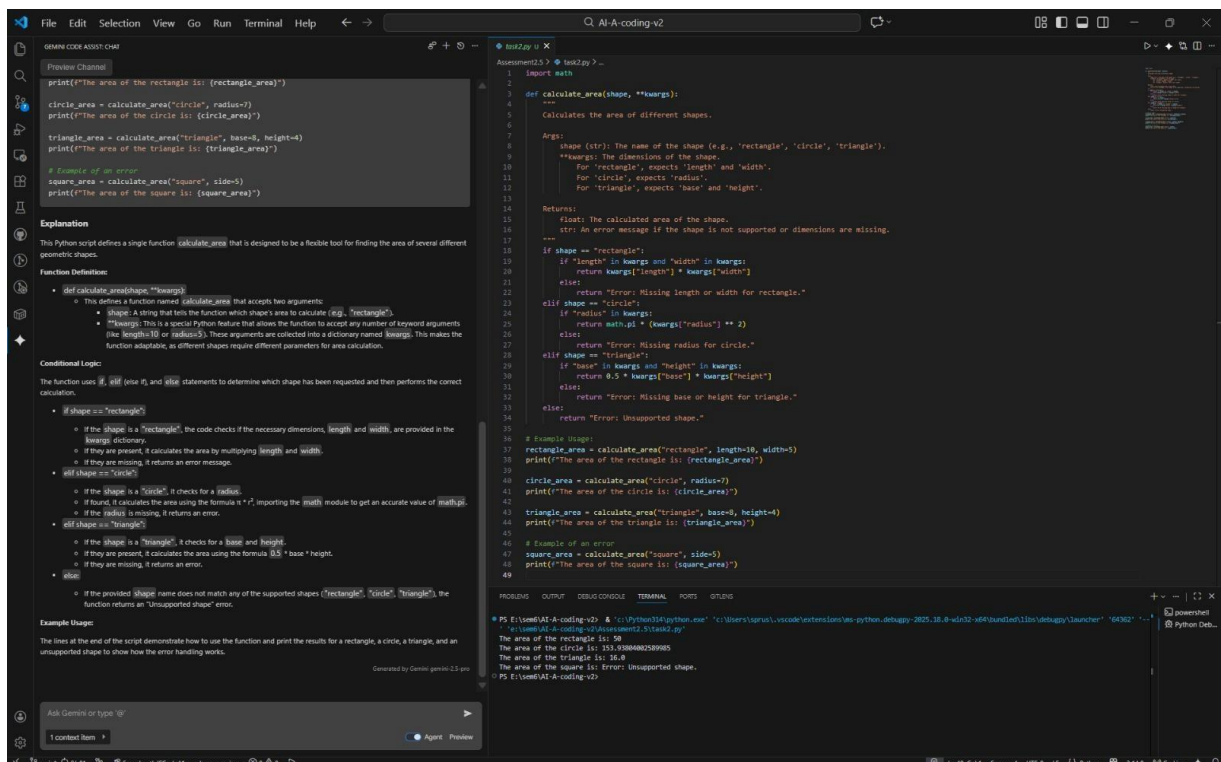 File Edit Selection View Go Run Terminal Help
AI-A-coding-v2
GEMINI CODE ASSIST: CHAT
Preview Channel
print(f"The area of the rectangle is: {rectangle_area}")
circle_area = calculate_area("circle", radius=7)
print(f"The area of the circle is: {circle_area}")
triangle_area = calculate_area("triangle", base=8, height=4)
print(f"The area of the triangle is: {triangle_area}")
# Example of an error
square_area = calculate_area("square", side=5)
print(f"The area of the square is: {square_area}")
Explanation
This Python script defines a single function calculate_area that is designed to be a flexible tool for finding the area of several different
geometric shapes.
Function Definition:
• def calculate_area(shape, **kwargs):
○ This defines a function named calculate_area that accepts two arguments:
▪ shape: A string that tells the function which shape's area to calculate (e.g., "rectangle").
▪ **kwargs: This is a special Python feature that allows the function to accept any number of keyword arguments
(like length=10 or radius=5). These arguments are collected into a dictionary named kwargs. This makes the
function adaptable, as different shapes require different parameters for area calculation.
Conditional Logic:
The function uses if, elif (else if), and else statements to determine which shape has been requested and then performs the correct
calculation.
• if shape == "rectangle":
○ If the shape is a "rectangle", the code checks if the necessary dimensions, length and width, are provided in the
kwargs dictionary.
○ If they are present, it calculates the area by multiplying length and width.
○ If they are missing, it returns an error message.
• elif shape == "circle":
○ If the shape is a "circle", it checks for a radius.
○ If found, it calculates the area using the formula π * r², importing the math module to get an accurate value of math.pi.
○ If the radius is missing, it returns an error.
• elif shape == "triangle":
○ If the shape is a "triangle", it checks for a base and height.
○ If they are present, it calculates the area using the formula 0.5 * base * height.
○ If they are missing, it returns an error.
• else:
○ If the provided shape name does not match any of the supported shapes ("rectangle", "circle", "triangle"), the
function returns an "Unsupported shape" error.
Example Usage:
The lines at the end of the script demonstrate how to use the function and print the results for a rectangle, a circle, a triangle, and an
unsupported shape to show how the error handling works.
Generated by Gemini gemini-2.5-pro
Ask Gemini or type '@'
1 context item
Agent Preview
task2.py U
Assessment2.5 > task2.py > ...
1 import math
2
3 def calculate_area(shape, **kwargs):
4 """
5 Calculates the area of different shapes.
6
7 Args:
8 shape (str): The name of the shape (e.g., 'rectangle', 'circle', 'triangle').
9 **kwargs: The dimensions of the shape.
10 For 'rectangle', expects 'length' and 'width'.
11 For 'circle', expects 'radius'.
12 For 'triangle', expects 'base' and 'height'.
13
14 Returns:
15 float: The calculated area of the shape.
16 str: An error message if the shape is not supported or dimensions are missing.
17 """
18 if shape == "rectangle":
19 if "length" in kwargs and "width" in kwargs:
20 return kwargs["length"] * kwargs["width"]
21 else:
22 return "Error: Missing length or width for rectangle."
23 elif shape == "circle":
24 if "radius" in kwargs:
25 return math.pi * (kwargs["radius"] ** 2)
26 else:
27 return "Error: Missing radius for circle."
28 elif shape == "triangle":
29 if "base" in kwargs and "height" in kwargs:
30 return 0.5 * kwargs["base"] * kwargs["height"]
31 else:
32 return "Error: Missing base or height for triangle."
33 else:
34 return "Error: Unsupported shape."
35
36 # Example Usage:
37 rectangle_area = calculate_area("rectangle", length=10, width=5)
38 print(f"The area of the rectangle is: {rectangle_area}")
39
40 circle_area = calculate_area("circle", radius=7)
41 print(f"The area of the circle is: {circle_area}")
42
43 triangle_area = calculate_area("triangle", base=8, height=4)
44 print(f"The area of the triangle is: {triangle_area}")
45
46 # Example of an error
47 square_area = calculate_area("square", side=5)
48 print(f"The area of the square is: {square_area}")
49
PROBLEMS OUTPUT DEBUG CONSOLE TERMINAL PORTS GITLENS
PS E:\sem6\AI-A-coding-v2> & 'c:\Python314\python.exe' 'c:\Users\sprus\.vscode\extensions\ms-python.debugpy-2025.18.0-win32-x64\bundled\libs\debugpy\launcher' '64362' '--
' 'e:\sem6\AI-A-coding-v2\Assessment2.5\task2.py'
The area of the rectangle is: 50
The area of the circle is: 153.93804002589985
The area of the triangle is: 16.0
The area of the square is: Error: Unsupported shape.
PS E:\sem6\AI-A-coding-v2>
powershell
Python Deb...